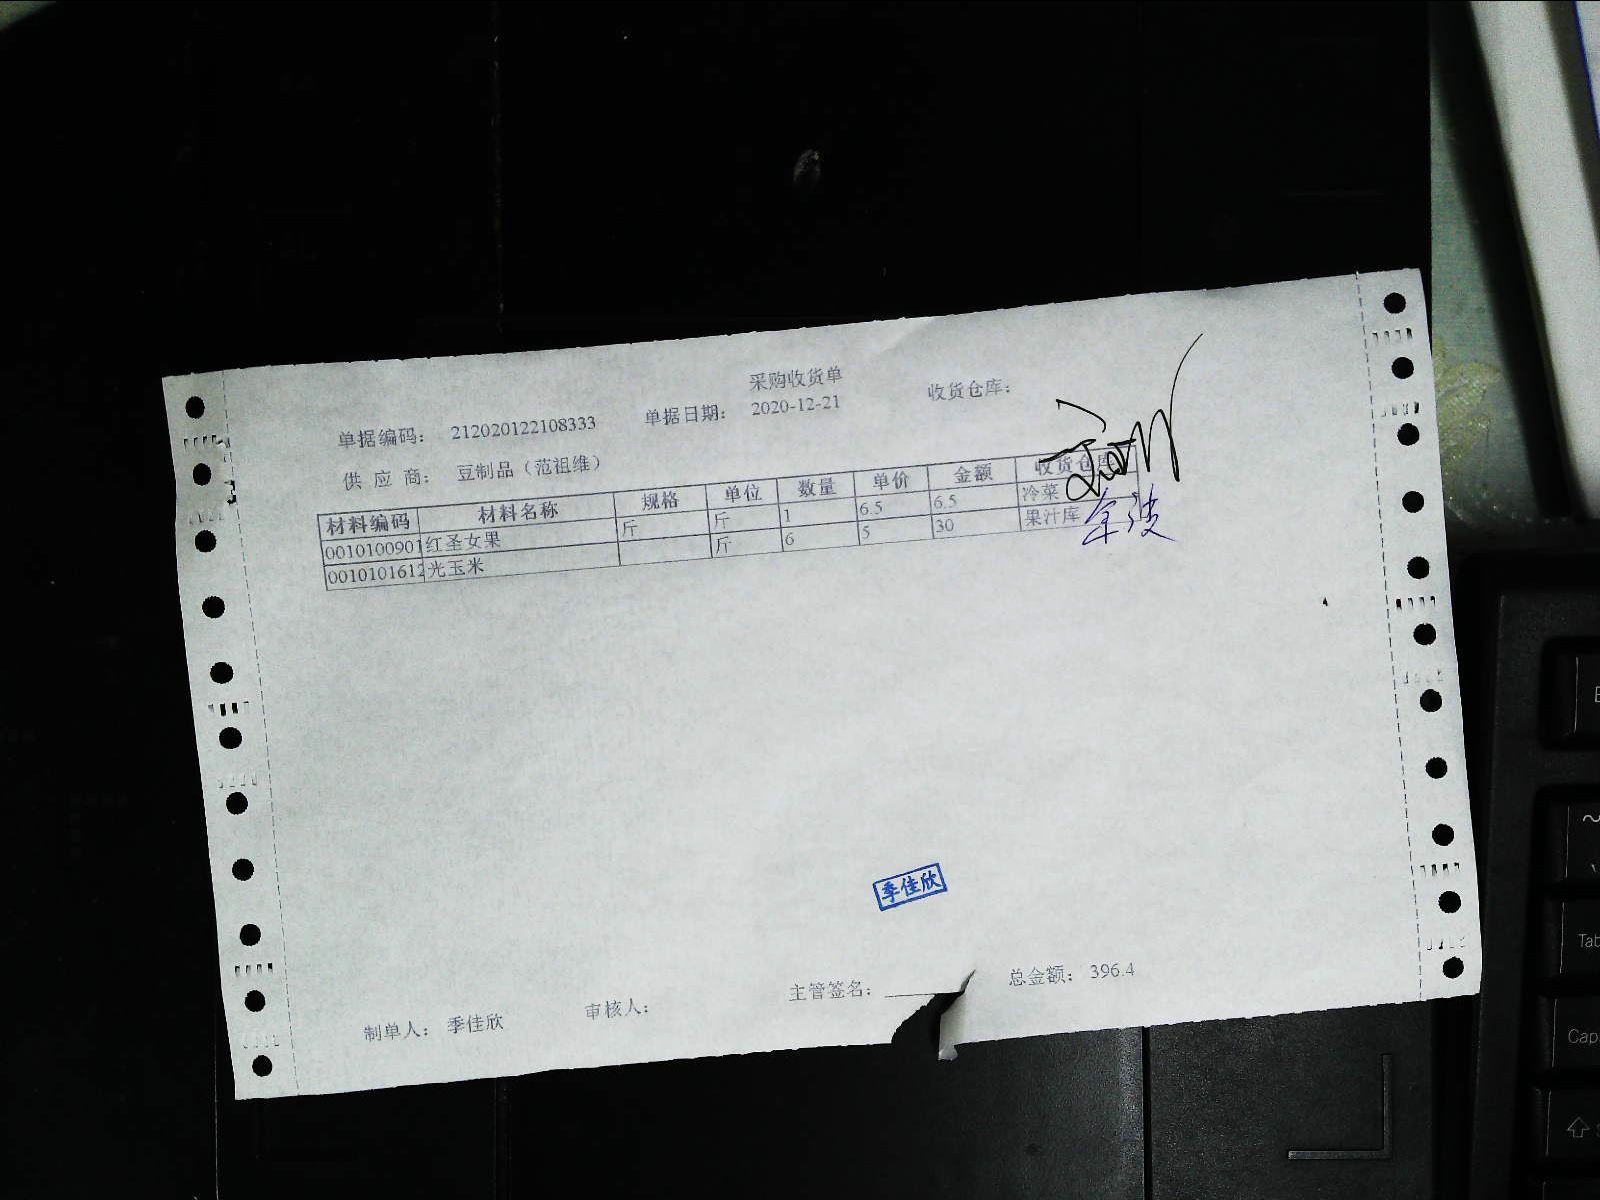 采购收货单
单据编码： 212020122108333 单据日期： 2020-12-21 收货仓库：
供 应 商： 豆制品（范祖维）
材料编码 材料名称 规格 单位 数量 单价 金额 收货仓库
0010100901 红圣女果 斤 斤 1 6.5 6.5 冷菜
0010101612 光玉米 斤 6 5 30 果汁库
季佳欣
制单人： 季佳欣 审核人： 主管签名： 总金额： 396.4
Tab
Cap